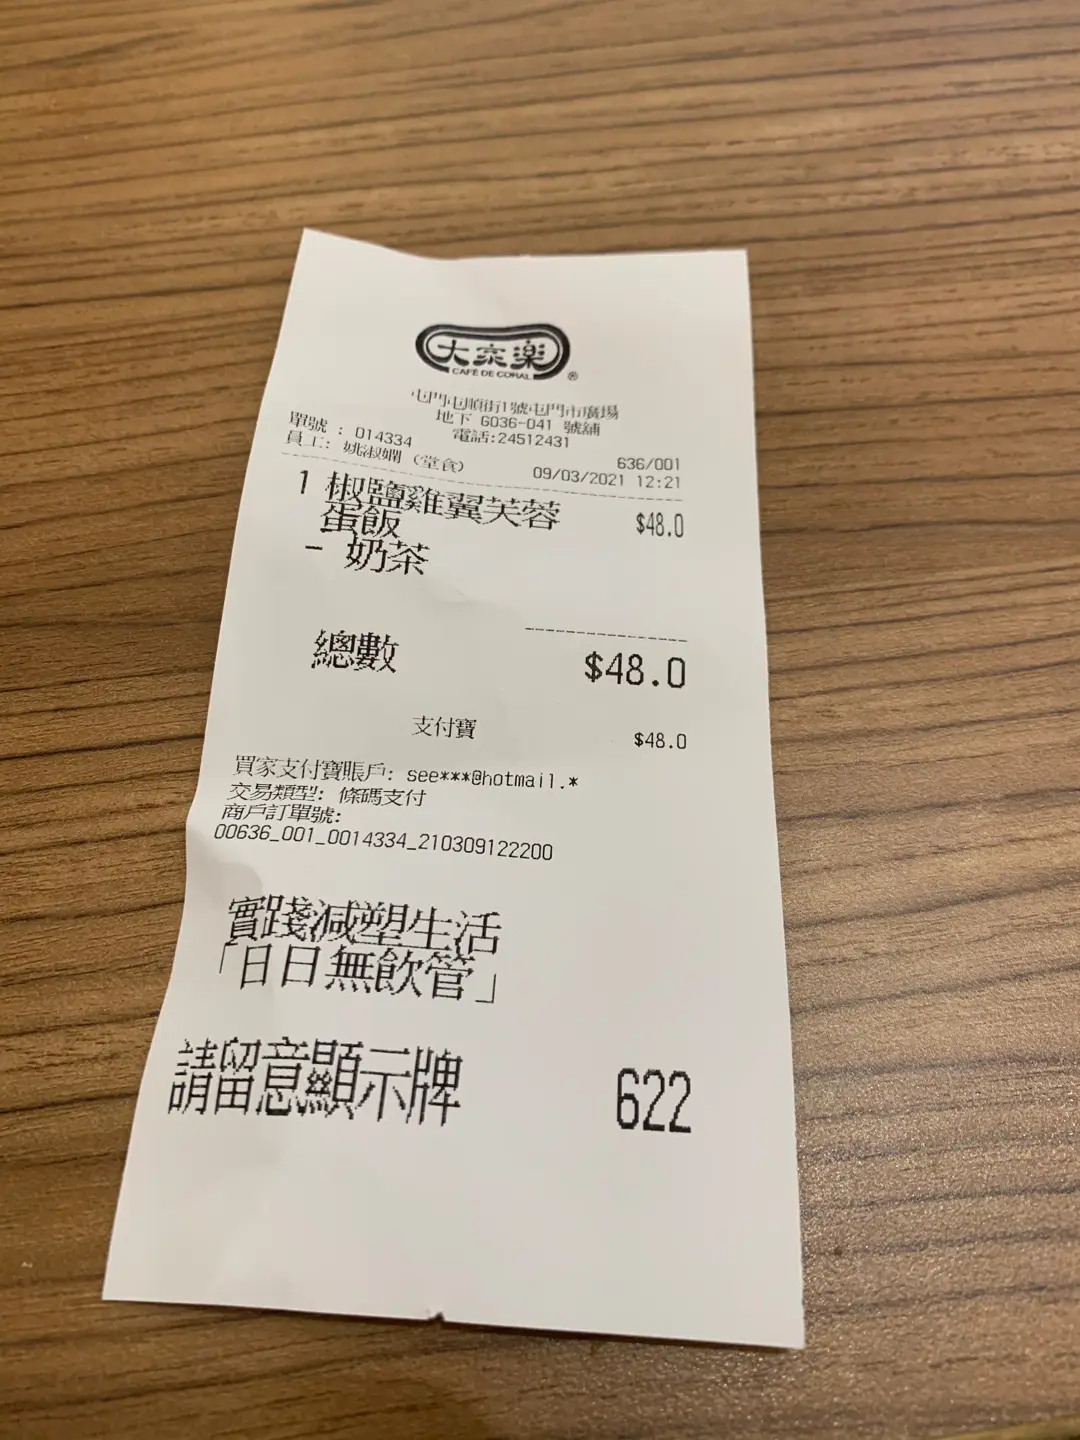 大家樂
CAFÉ DE CORAL ®
屯門屯順街1號屯門市廣場
地下 G036-041 號舖
電話:24512431
單號 : 014334
636/001
員工: 姚淑嫻 (堂食)
09/03/2021 12:21
1 椒鹽雞翼芙蓉 $48.0
蛋飯
- 奶茶
總數 $48.0
支付寶 $48.0
買家支付寶賬戶: see***@hotmail.*
交易類型: 條碼支付
商戶訂單號:
00636_001_0014334_210309122200
實踐減塑生活
「日日無飲管」
請留意顯示牌 622